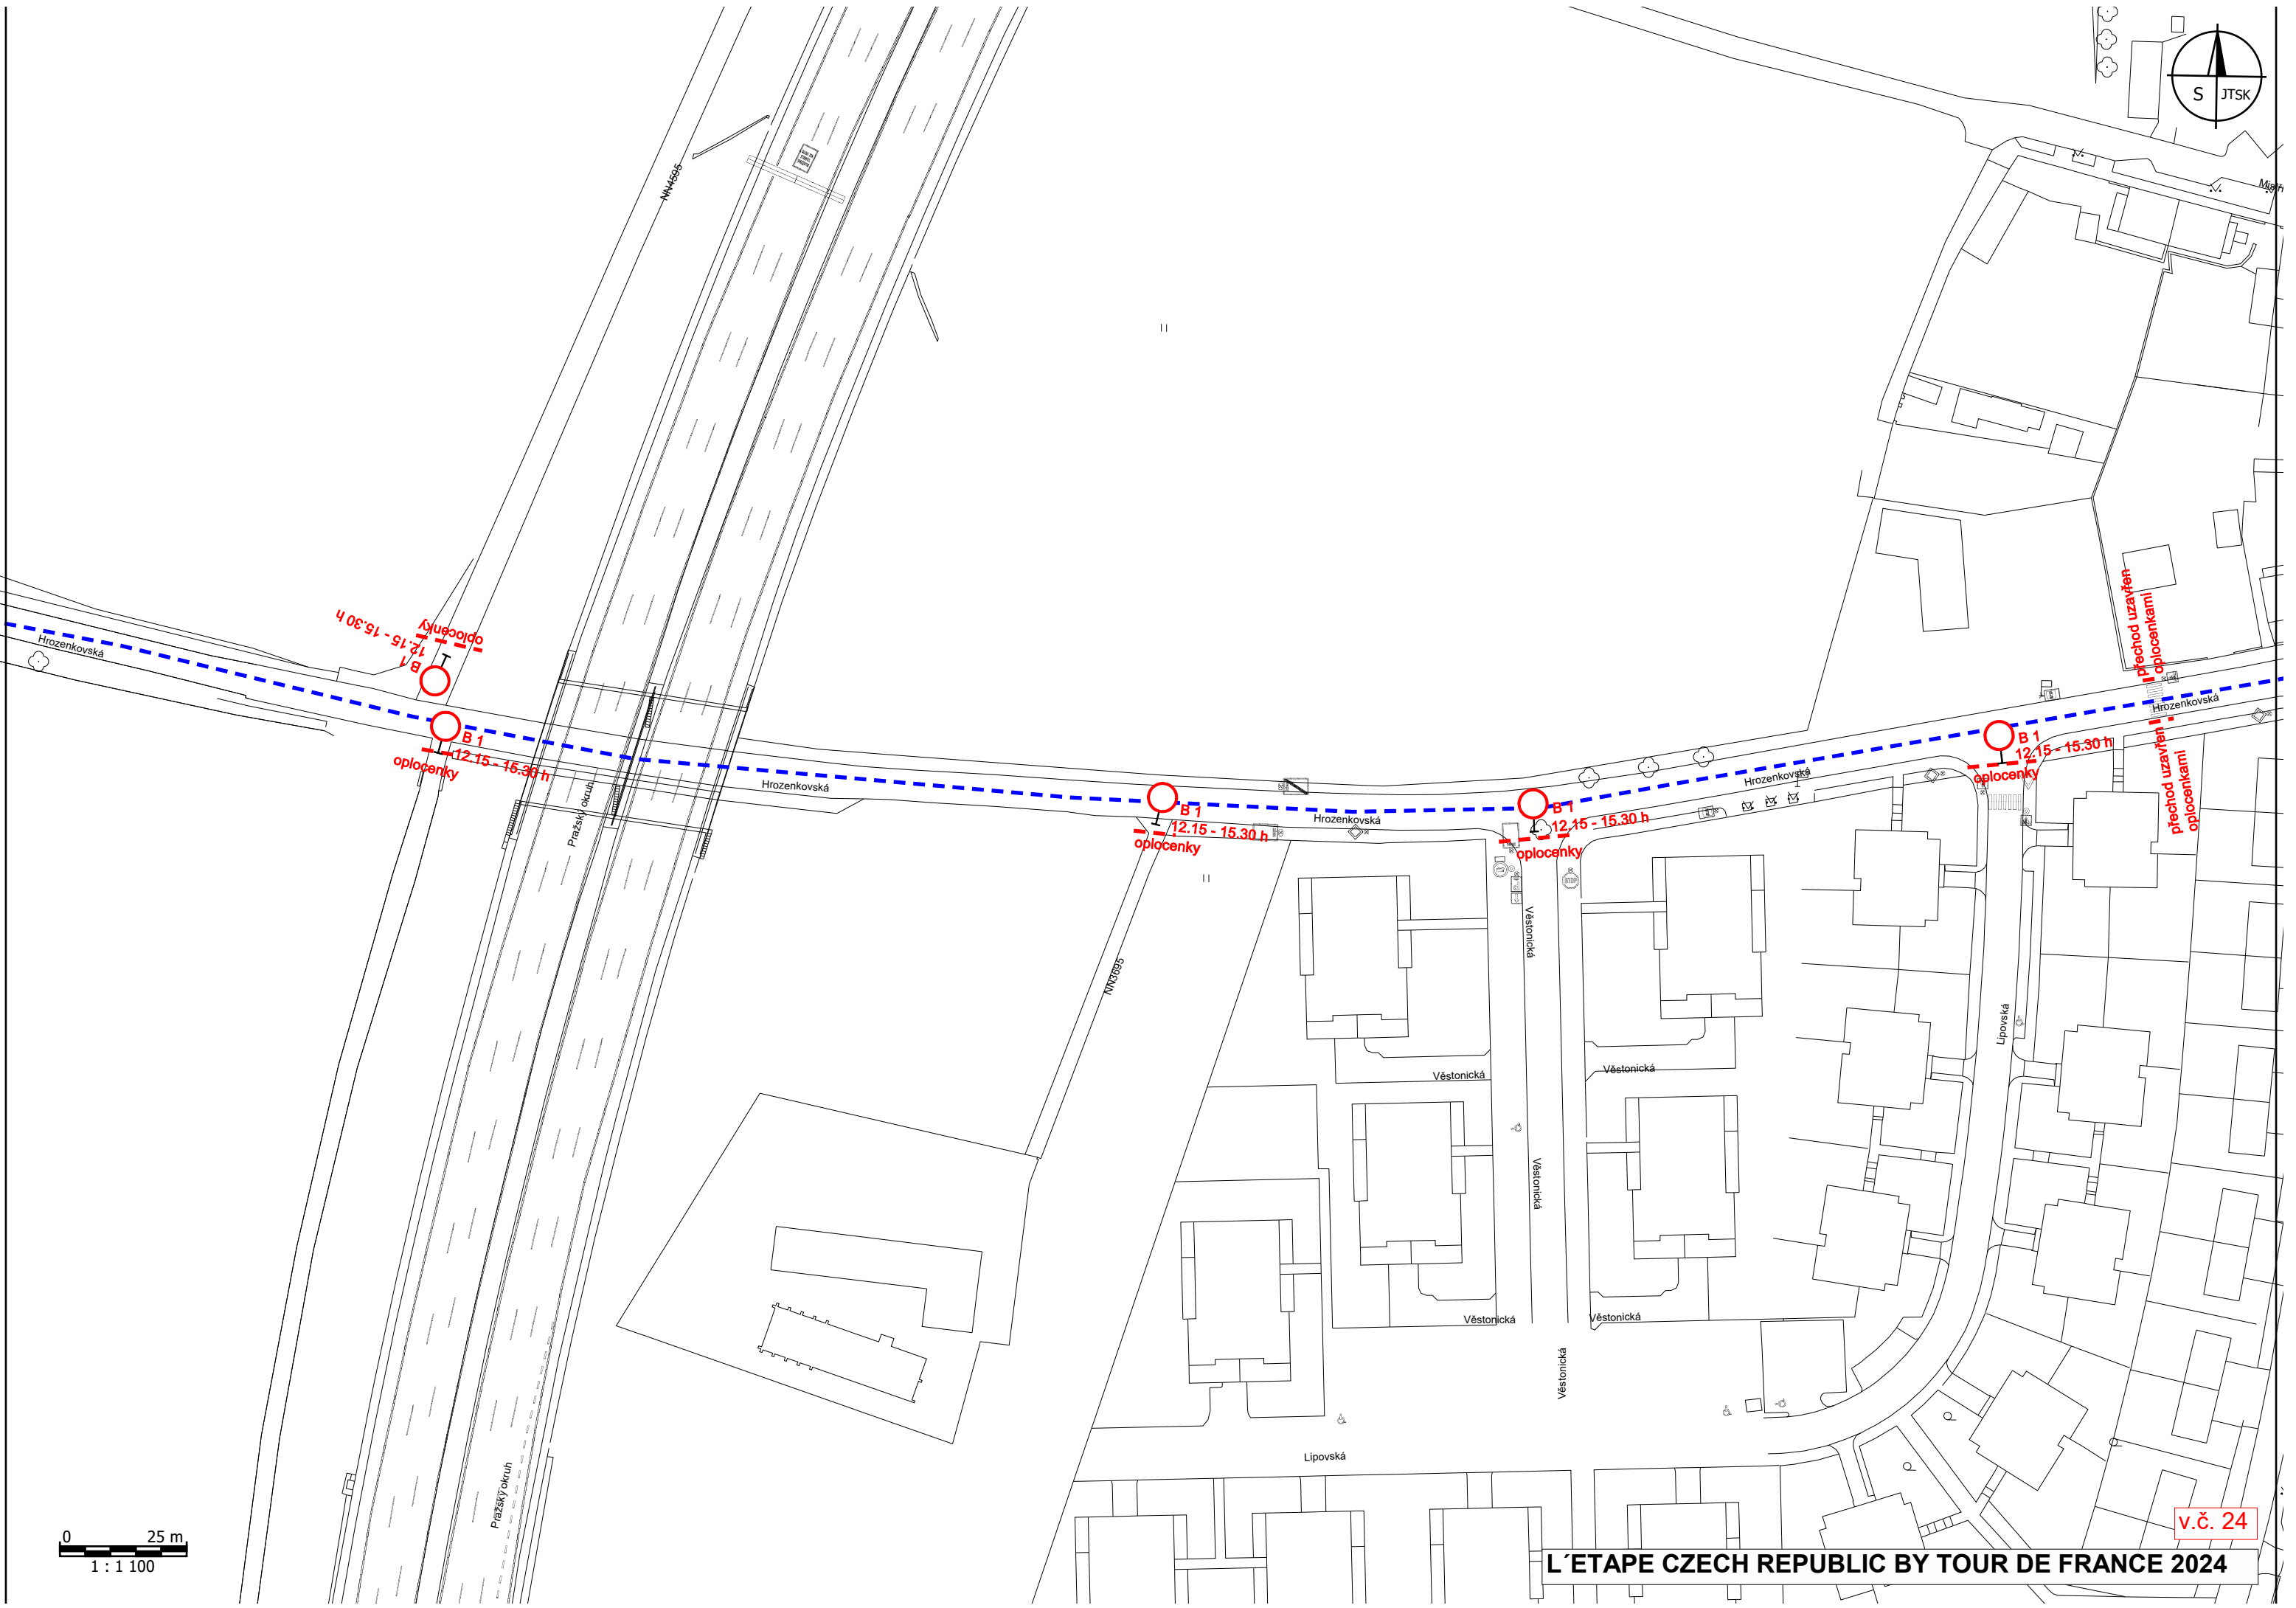 S JTSK
NN4595
12.15 - 15.30 h
oplocenky
B 1
Hrozenkovská
přechod uzavřen
oplocenkami
B 1
12.15 - 15.30 h
oplocenky
Hrozenkovská
Pražský okruh
B 1
12.15 - 15.30 h
oplocenky
Hrozenkovská
B 1
12.15 - 15.30 h
oplocenky
Hrozenkovská
B 1
12.15 - 15.30 h
oplocenky
Hrozenkovská
přechod uzavřen
oplocenkami
STOP
Věstonická
NN3695
Lipovská
Věstonická
Věstonická
Věstonická
Věstonická
Věstonická
Věstonická
Lipovská
Pražský okruh
0 25 m
1 : 1 100
v.č. 24
L´ETAPE CZECH REPUBLIC BY TOUR DE FRANCE 2024